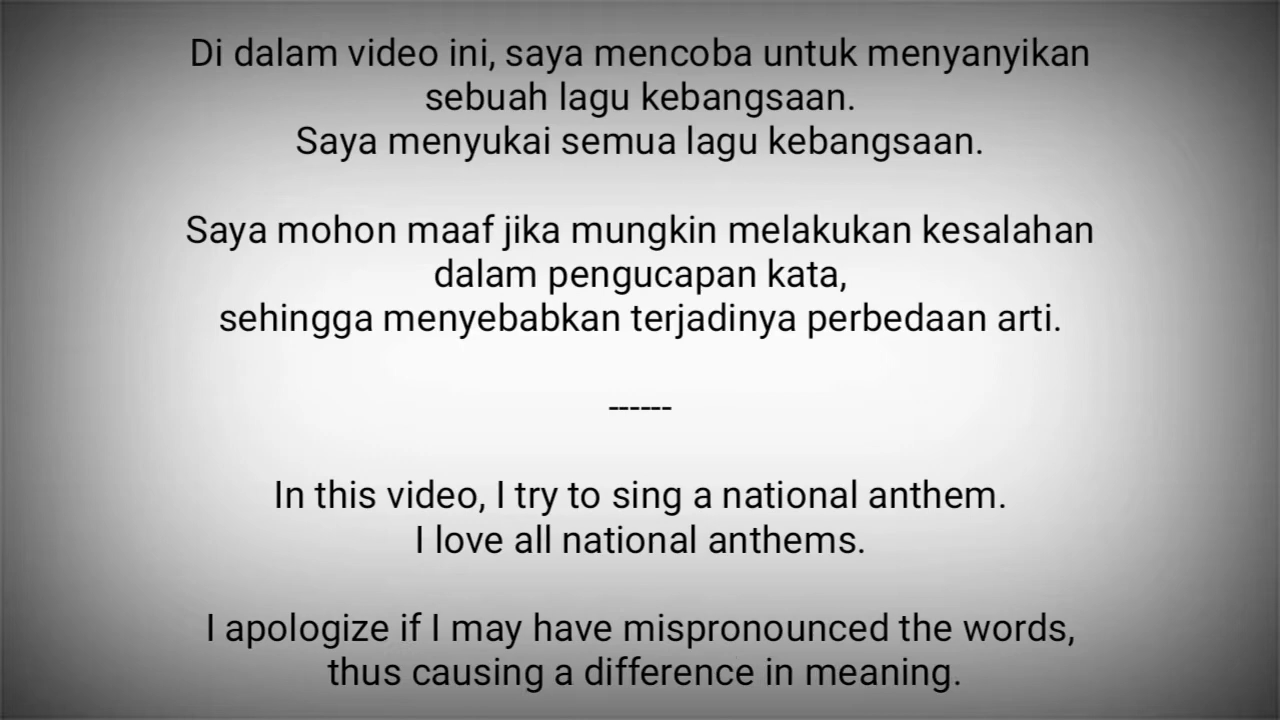 Di dalam video ini, saya mencoba untuk menyanyikan
sebuah lagu kebangsaan.
Saya menyukai semua lagu kebangsaan.
Saya mohon maaf jika mungkin melakukan kesalahan
dalam pengucapan kata,
sehingga menyebabkan terjadinya perbedaan arti.
------
In this video, I try to sing a national anthem.
I love all national anthems.
I apologize if I may have mispronounced the words,
thus causing a difference in meaning.